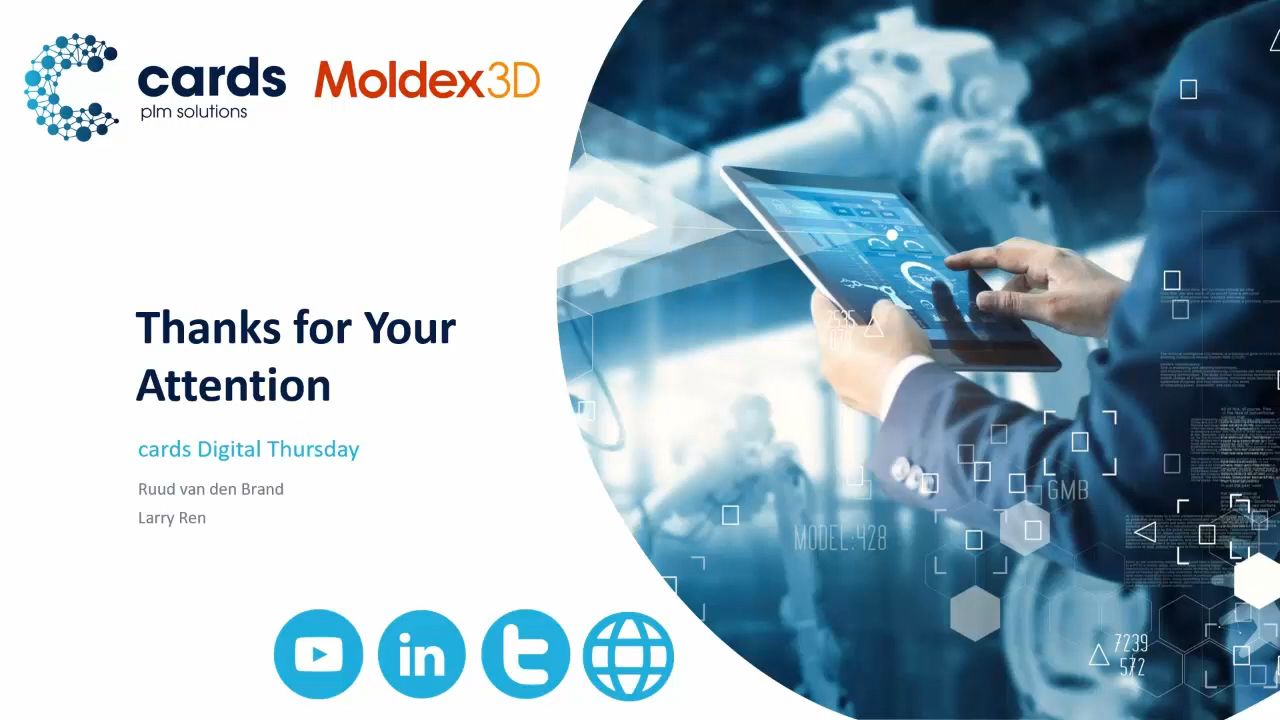 cards
plm solutions
Moldex3D
Thanks for Your
Attention
cards Digital Thursday
Ruud van den Brand
Larry Ren
in
GMB
MODEL:428
7239
572